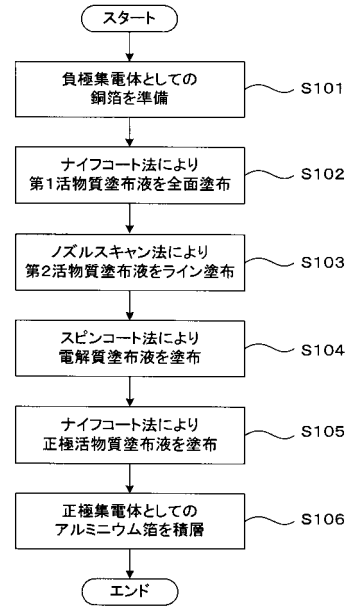 スタート
負極集電体としての
銅箔を準備
S101
ナイフコート法により
第1活物質塗布液を全面塗布
S102
ノズルスキャン法により
第2活物質塗布液をライン塗布
S103
スピンコート法により
電解質塗布液を塗布
S104
ナイフコート法により
正極活物質塗布液を塗布
S105
正極集電体としての
アルミニウム箔を積層
S106
エンド